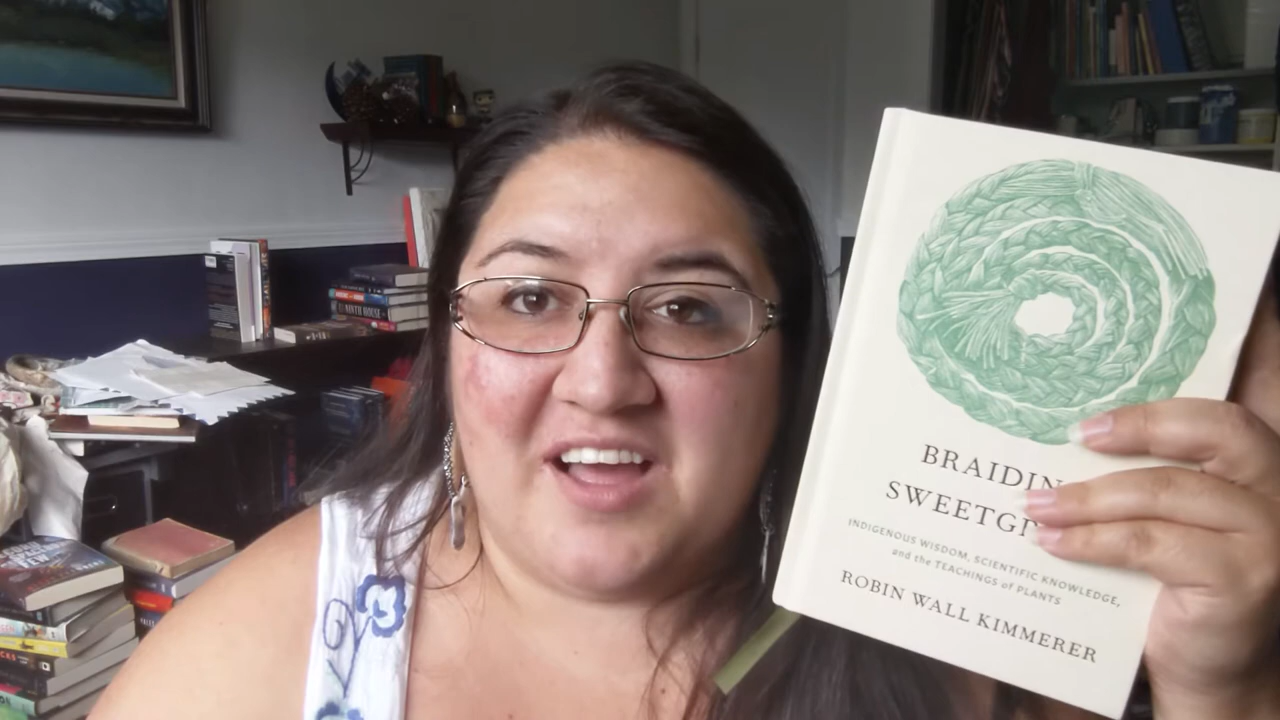 NINTH HOUSE
BRAIDIN
SWEETG
INDIGENOUS WISDOM, SCIENTIFIC KNOWLEDGE,
and the TEACHINGS of PLANTS
ROBIN WALL KIMMERER